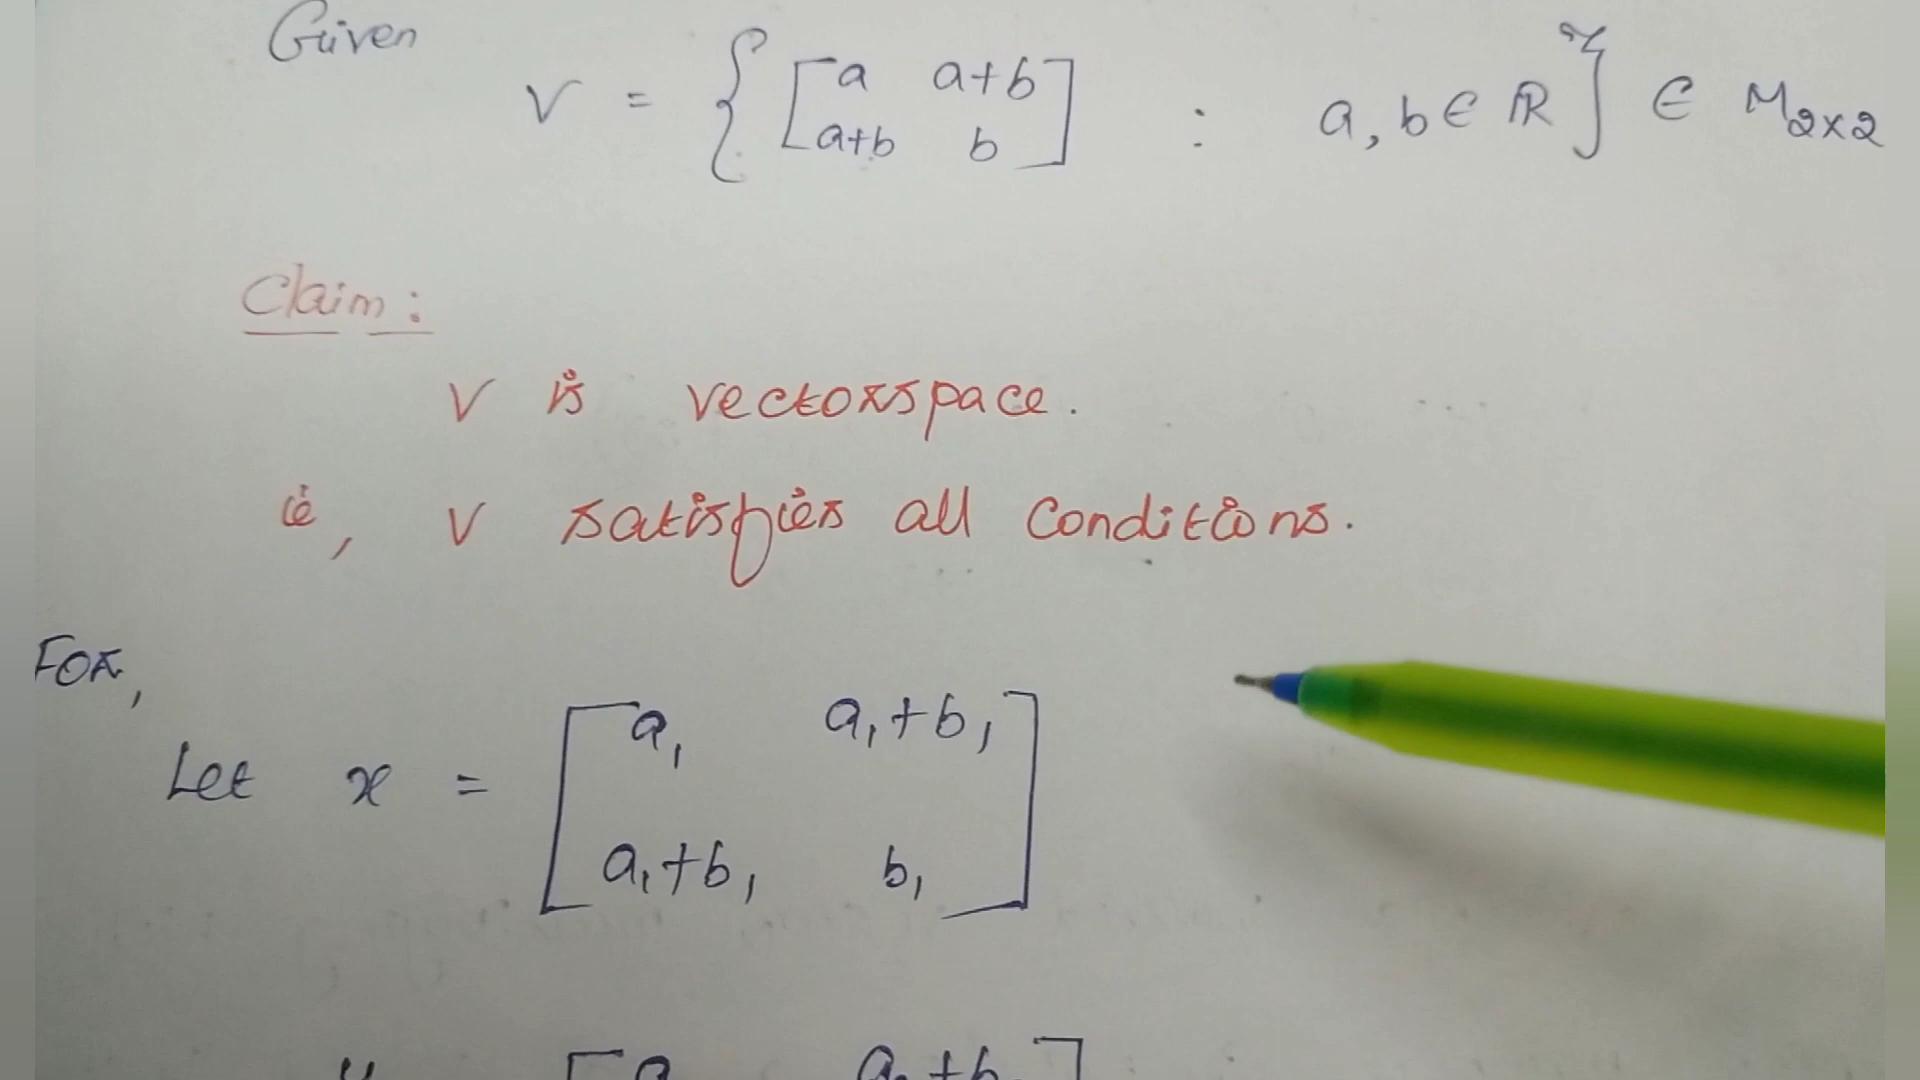 Given
V = { [ a a+b
a+b b ] : a, b ∈ ℝ } ∈ M₂ₓ₂
Claim:
V is vectorspace.
ie, V satisfies all conditions.
For,
Let x = [ a₁ a₁+b₁
a₁+b₁ b₁ ]